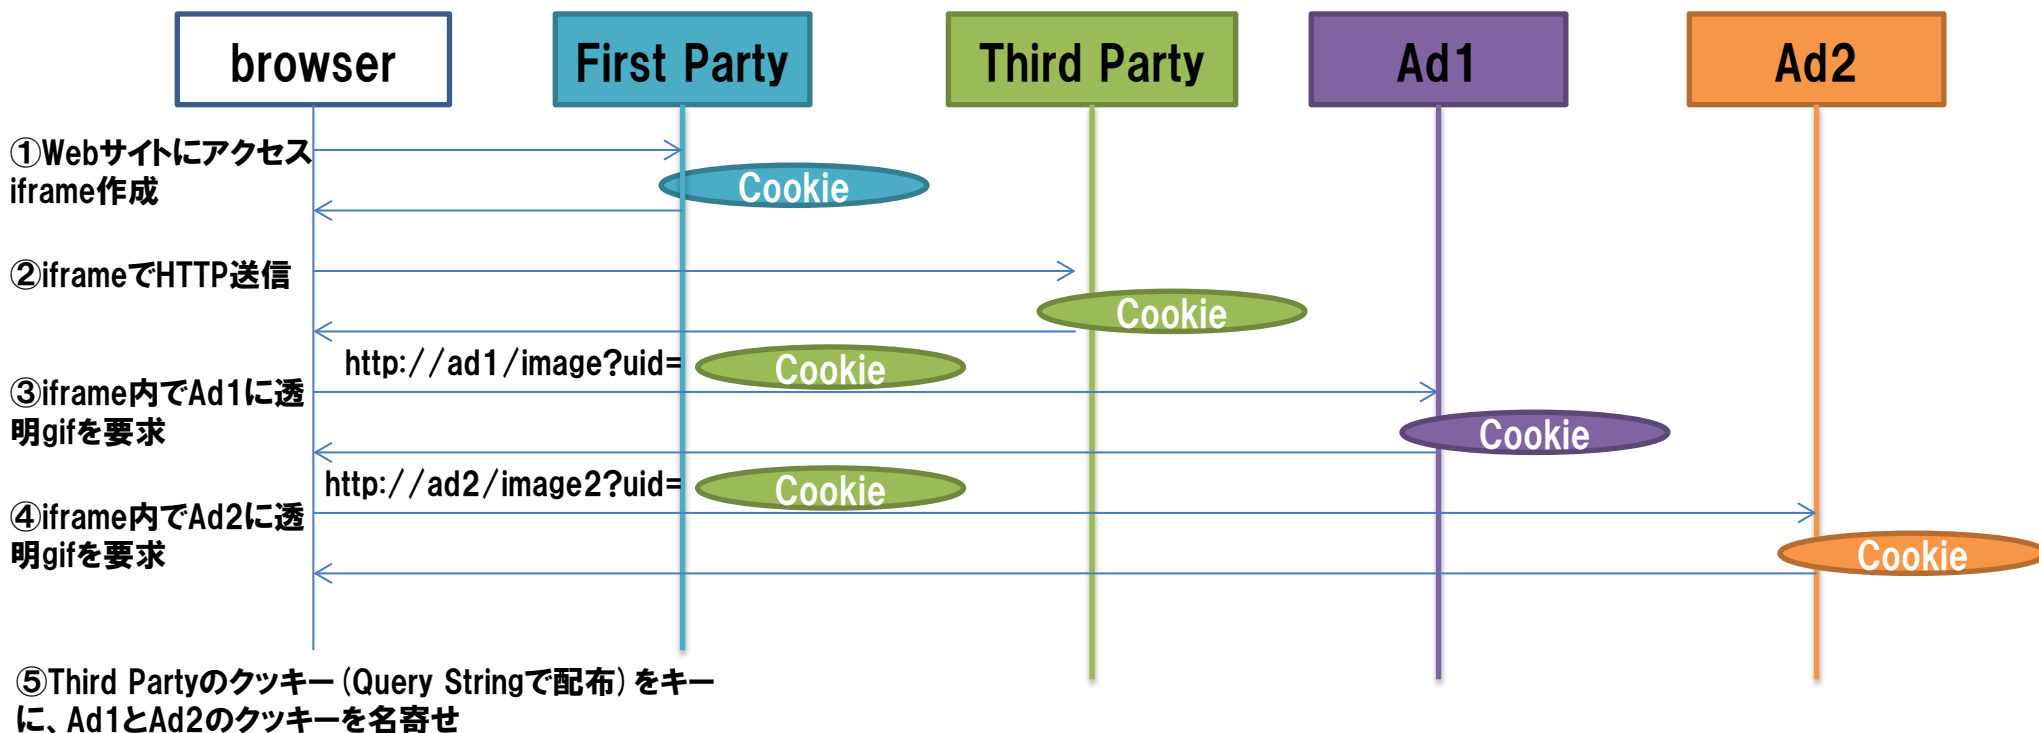 browser
First Party
Third Party
Ad1
Ad2
①Webサイトにアクセス
iframe作成
Cookie
②iframeでHTTP送信
Cookie
http://ad1/image?uid=
Cookie
③iframe内でAd1に透
明gifを要求
Cookie
http://ad2/image2?uid=
Cookie
④iframe内でAd2に透
明gifを要求
Cookie
⑤Third Partyのクッキー(Query Stringで配布)をキー
に、Ad1とAd2のクッキーを名寄せ